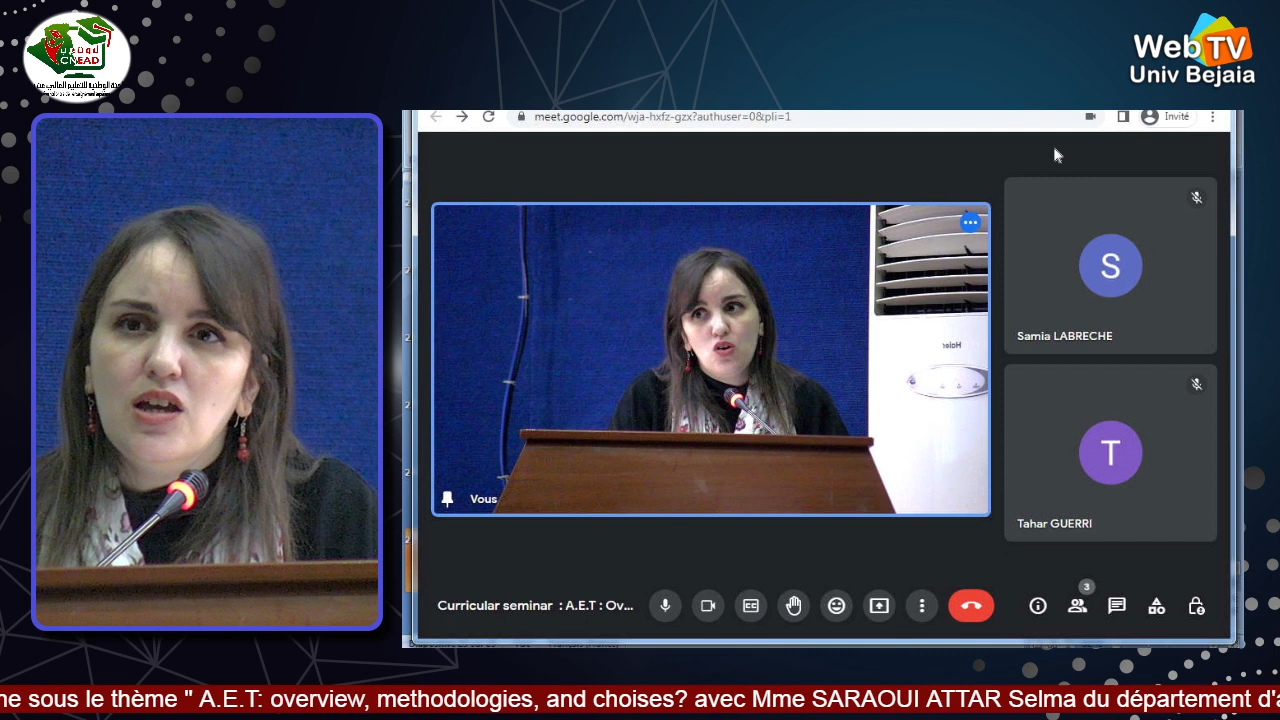 CNEAD
Web TV
Univ Bejaia
meet.google.com/wja-hxfz-gzx?authuser=0&pli=1
Invité
S
Samia LABRECHE
Haier
Vous
T
Tahar GUERRI
3
Curricular seminar : A.E.T : Ov...
ne sous le thème " A.E.T: overview, methodologies, and choises? avec Mme SARAOUI ATTAR Selma du département d'a